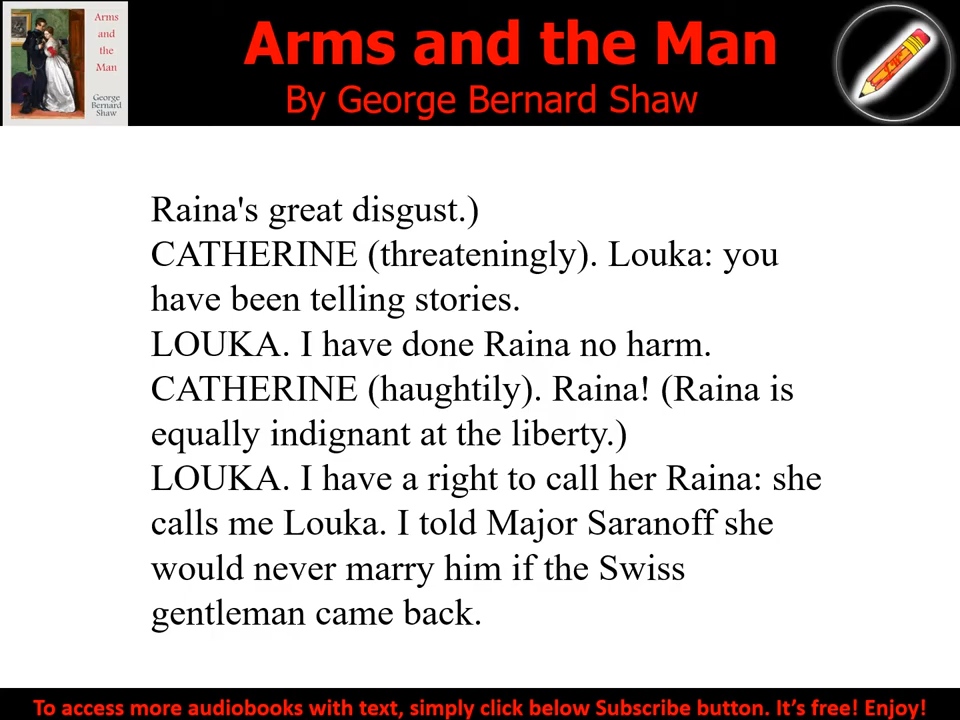 Arms
and
the
Man
George
Bernard
Shaw
Arms and the Man
By George Bernard Shaw
Raina's great disgust.)
CATHERINE (threateningly). Louka: you
have been telling stories.
LOUKA. I have done Raina no harm.
CATHERINE (haughtily). Raina! (Raina is
equally indignant at the liberty.)
LOUKA. I have a right to call her Raina: she
calls me Louka. I told Major Saranoff she
would never marry him if the Swiss
gentleman came back.
To access more audiobooks with text, simply click below Subscribe button. It’s free! Enjoy!